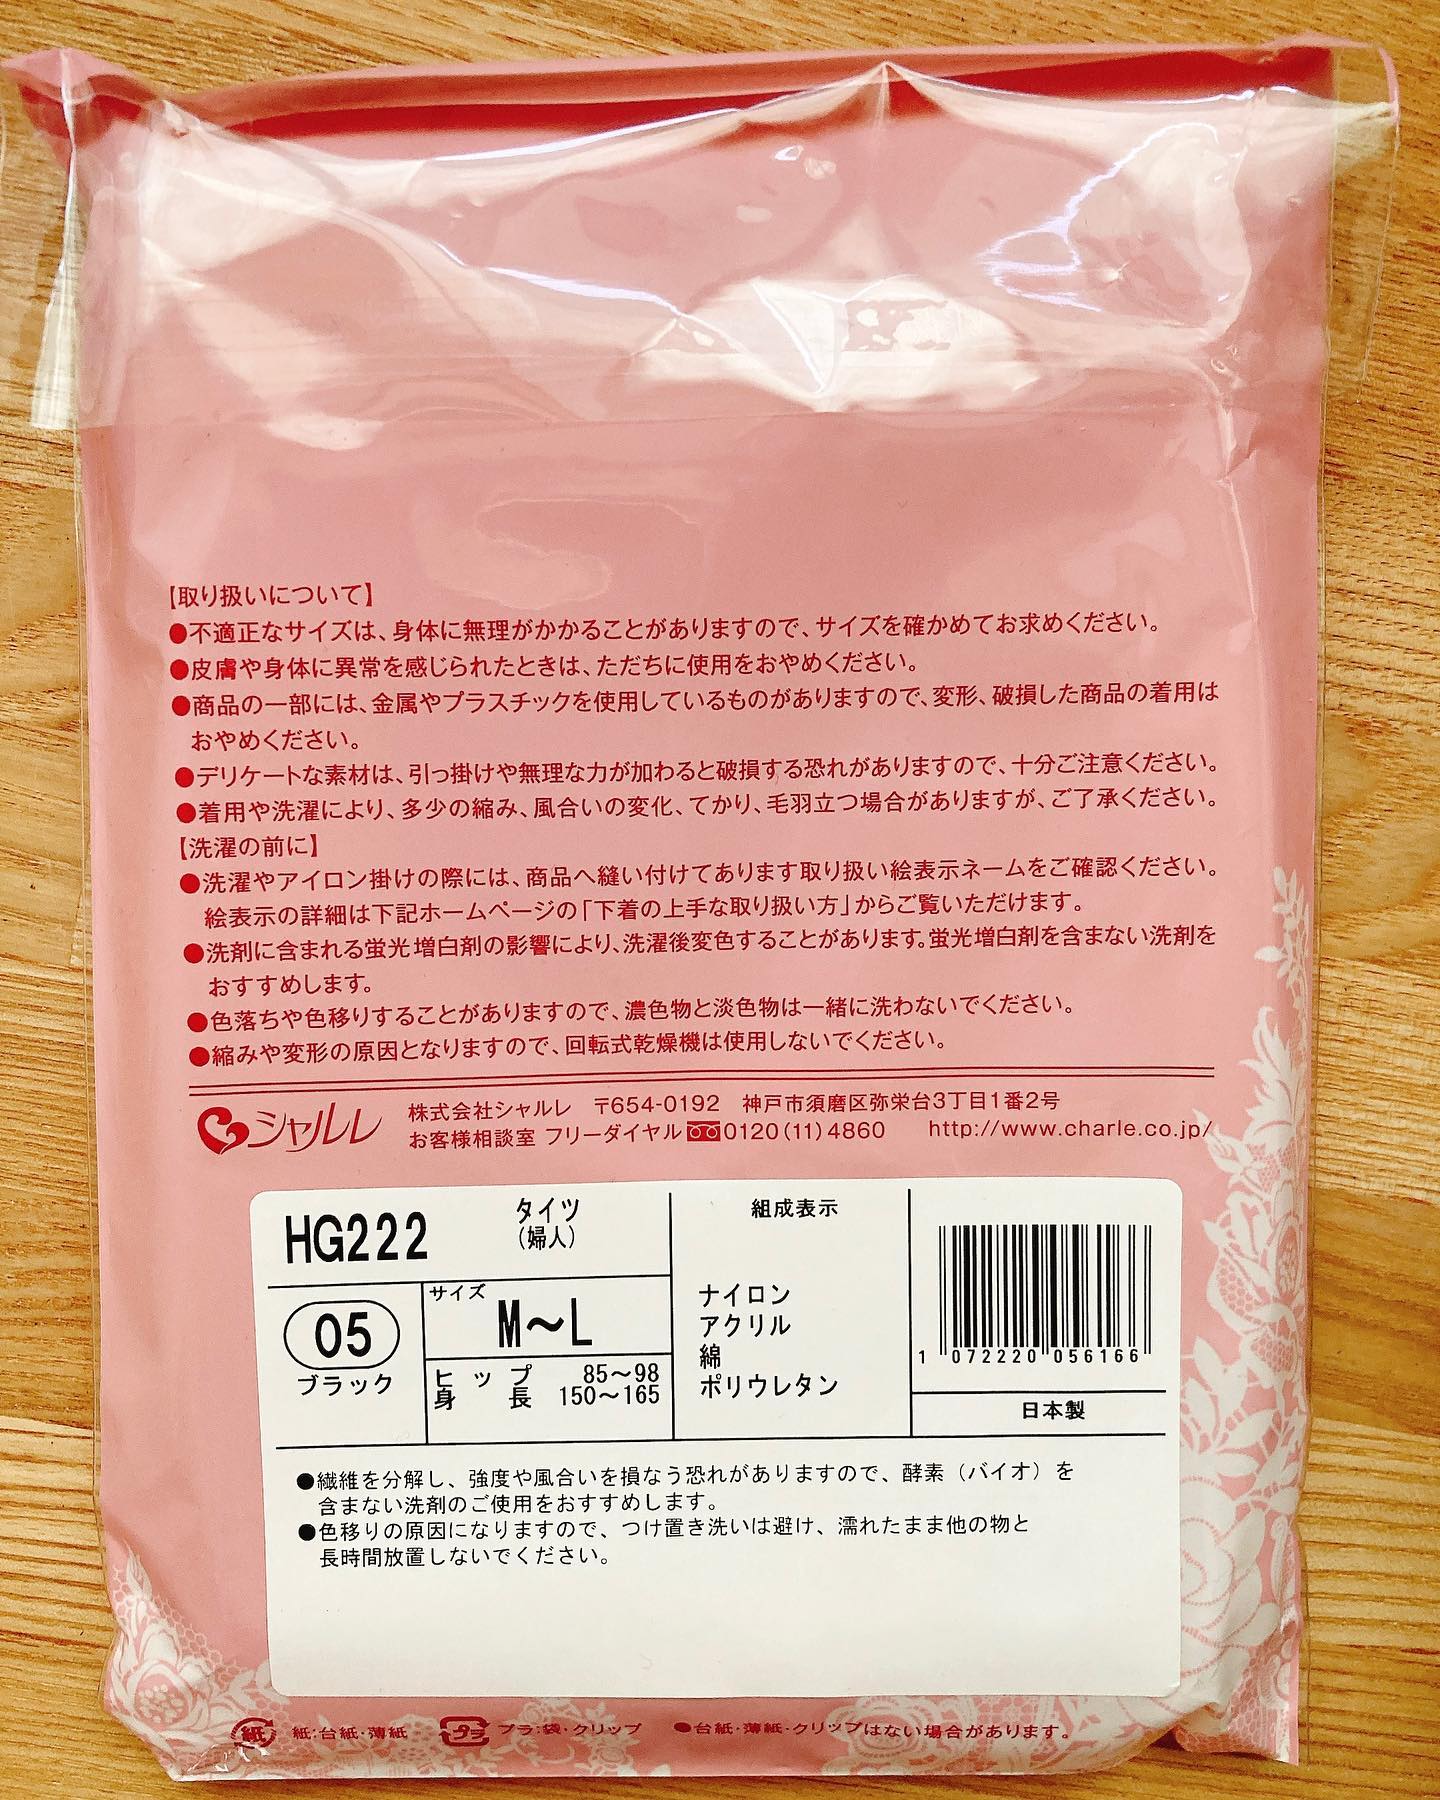 【取り扱いについて】
●不適正なサイズは、身体に無理がかかることがありますので、サイズを確かめてお求めください。
●皮膚や身体に異常を感じられたときは、ただちに使用をおやめください。
●商品の一部には、金属やプラスチックを使用しているものがありますので、変形、破損した商品の着用は
おやめください。
●デリケートな素材は、引っ掛けや無理な力が加わると破損する恐れがありますので、十分ご注意ください。
●着用や洗濯により、多少の縮み、風合いの変化、てかり、毛羽立つ場合がありますが、ご了承ください。
【洗濯の前に】
●洗濯やアイロン掛けの際には、商品へ縫い付けてあります取り扱い絵表示ネームをご確認ください。
絵表示の詳細は下記ホームページの「下着の上手な取り扱い方」からご覧いただけます。
●洗剤に含まれる蛍光増白剤の影響により、洗濯後変色することがあります。蛍光増白剤を含まない洗剤を
おすすめします。
●色落ちや色移りすることがありますので、濃色物と淡色物は一緒に洗わないでください。
●縮みや変形の原因となりますので、回転式乾燥機は使用しないでください。
シャルレ
株式会社シャルレ 〒654-0192 神戸市須磨区弥栄台3丁目1番2号
お客様相談室 フリーダイヤル 0120(11)4860 http://www.charle.co.jp/
HG222
タイツ
(婦人)
05
ブラック
サイズ
M〜L
ヒップ 85〜98
身長 150〜165
組成表示
ナイロン
アクリル
綿
ポリウレタン
1 072220 056166
日本製
●繊維を分解し、強度や風合いを損なう恐れがありますので、酵素（バイオ）を
含まない洗剤のご使用をおすすめします。
●色移りの原因になりますので、つけ置き洗いは避け、濡れたまま他の物と
長時間放置しないでください。
紙 紙:台紙・薄紙 プラ プラ:袋・クリップ ●台紙・薄紙・クリップはない場合があります。